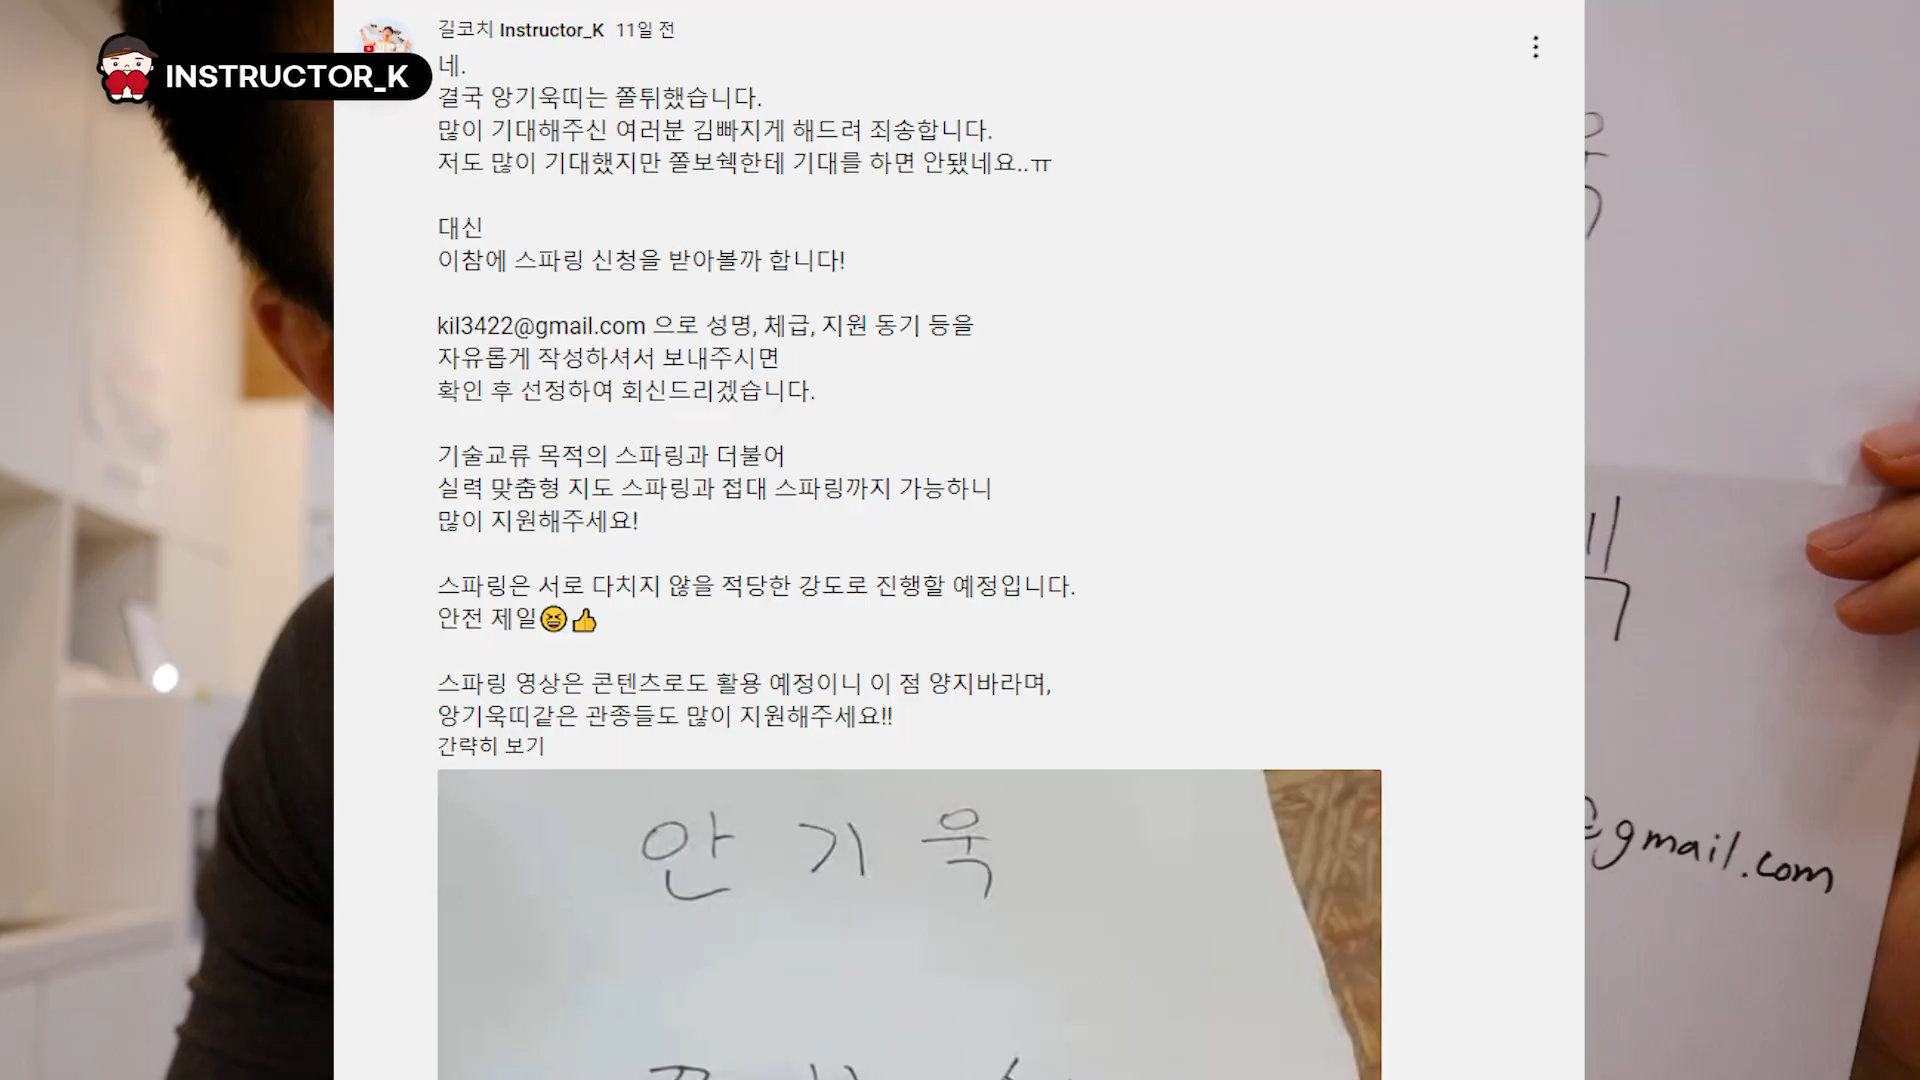 INSTRUCTOR_K
길코치 Instructor_K 11일 전
네.
결국 앙기욱띠는 쫄튀했습니다.
많이 기대해주신 여러분 김빠지게 해드려 죄송합니다.
저도 많이 기대했지만 쫄보쉑한테 기대를 하면 안됐네요..ㅠ
대신
이참에 스파링 신청을 받아볼까 합니다!
kil3422@gmail.com 으로 성명, 체급, 지원 동기 등을
자유롭게 작성하셔서 보내주시면
확인 후 선정하여 회신드리겠습니다.
기술교류 목적의 스파링과 더불어
실력 맞춤형 지도 스파링과 접대 스파링까지 가능하니
많이 지원해주세요!
스파링은 서로 다치지 않을 적당한 강도로 진행할 예정입니다.
안전 제일😆👍
스파링 영상은 콘텐츠로도 활용 예정이니 이 점 양지바라며,
앙기욱띠같은 관종들도 많이 지원해주세요!!
간략히 보기
안 기 욱
@gmail.com